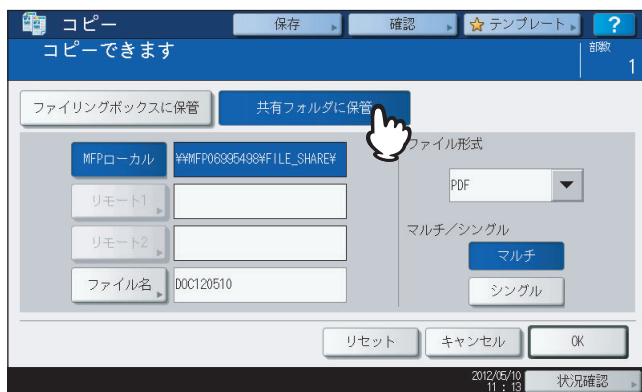 コピー 保存 確認 テンプレート ?
コピーできます 部数
1
ファイリングボックスに保管 共有フォルダに保管
ファイル形式
MFPローカル ¥¥MFP06995498¥FILE_SHARE¥
PDF
リモート1
マルチ/シングル
リモート2
マルチ
ファイル名 DOC120510
シングル
リセット キャンセル OK
2012/05/10
11 : 13 状況確認